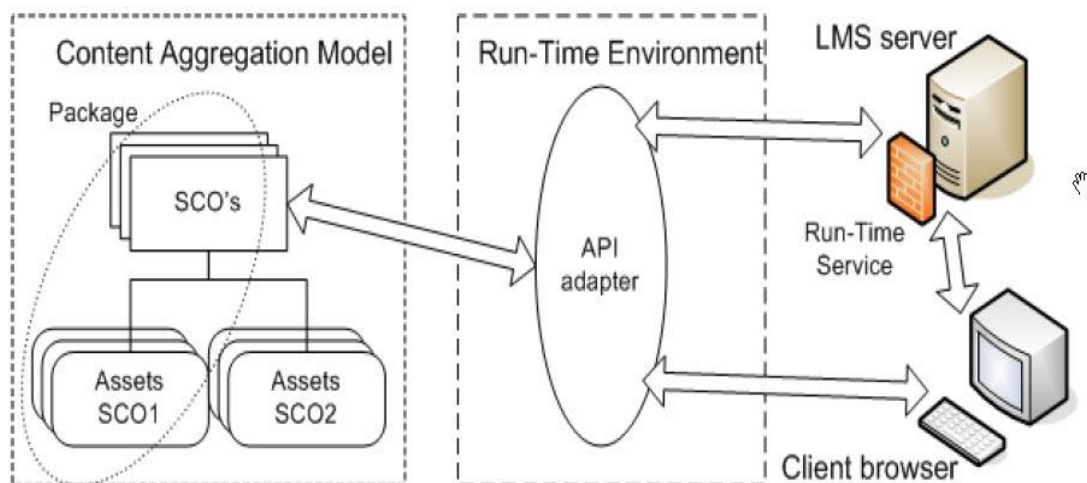 Content Aggregation Model
Package
SCO's
Assets
SCO1
Assets
SCO2
Run-Time Environment
API
adapter
LMS server
Run-Time
Service
Client browser